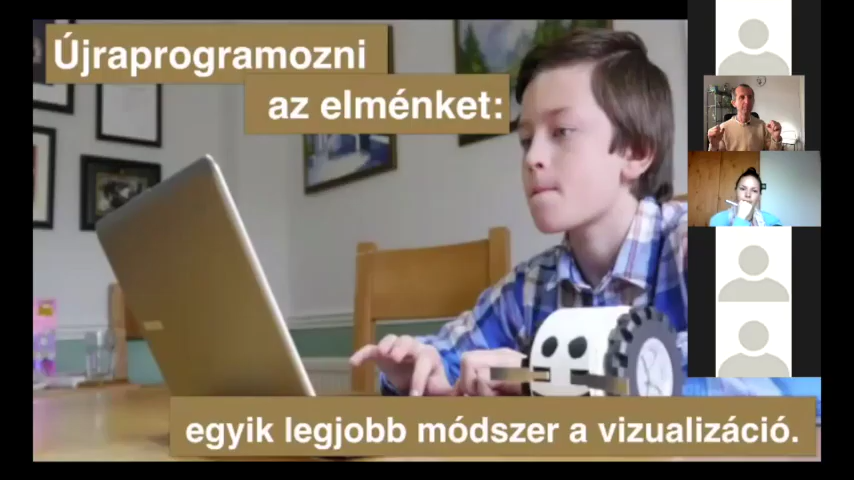 Újraprogramozni
az elménket:
egyik legjobb módszer a vizualizáció.